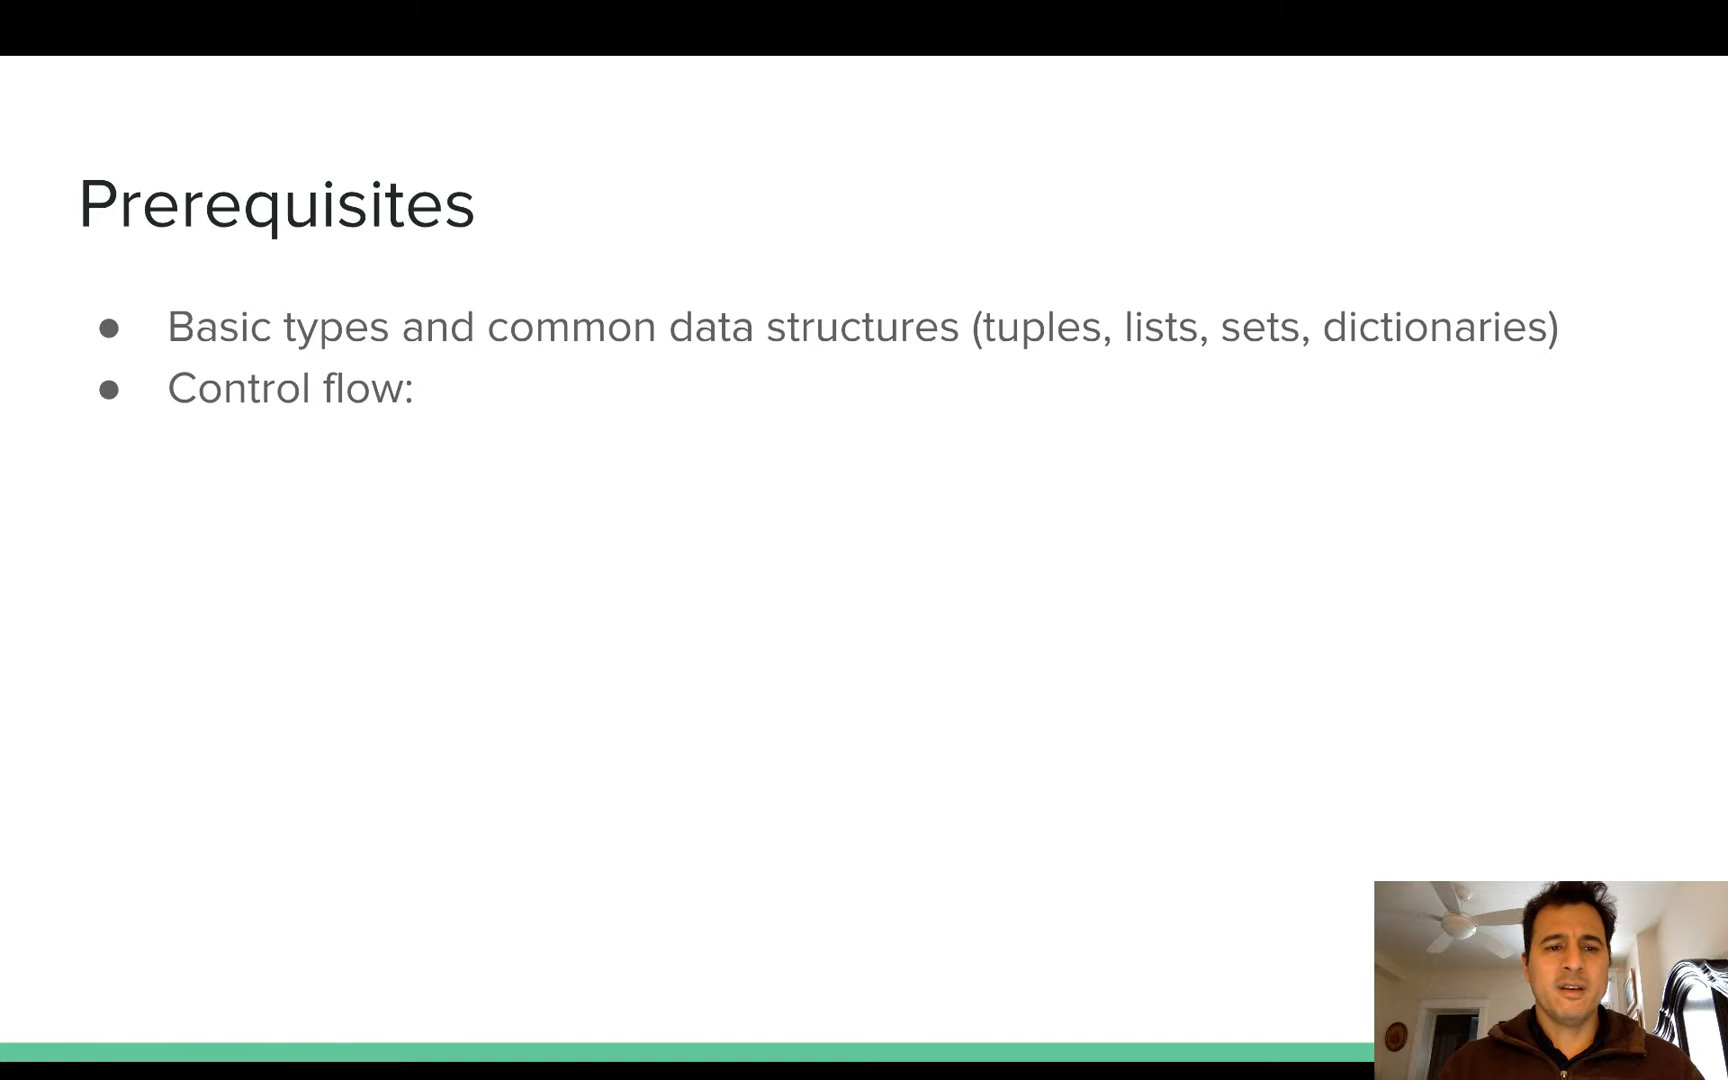 Prerequisites
● Basic types and common data structures (tuples, lists, sets, dictionaries)
● Control flow: